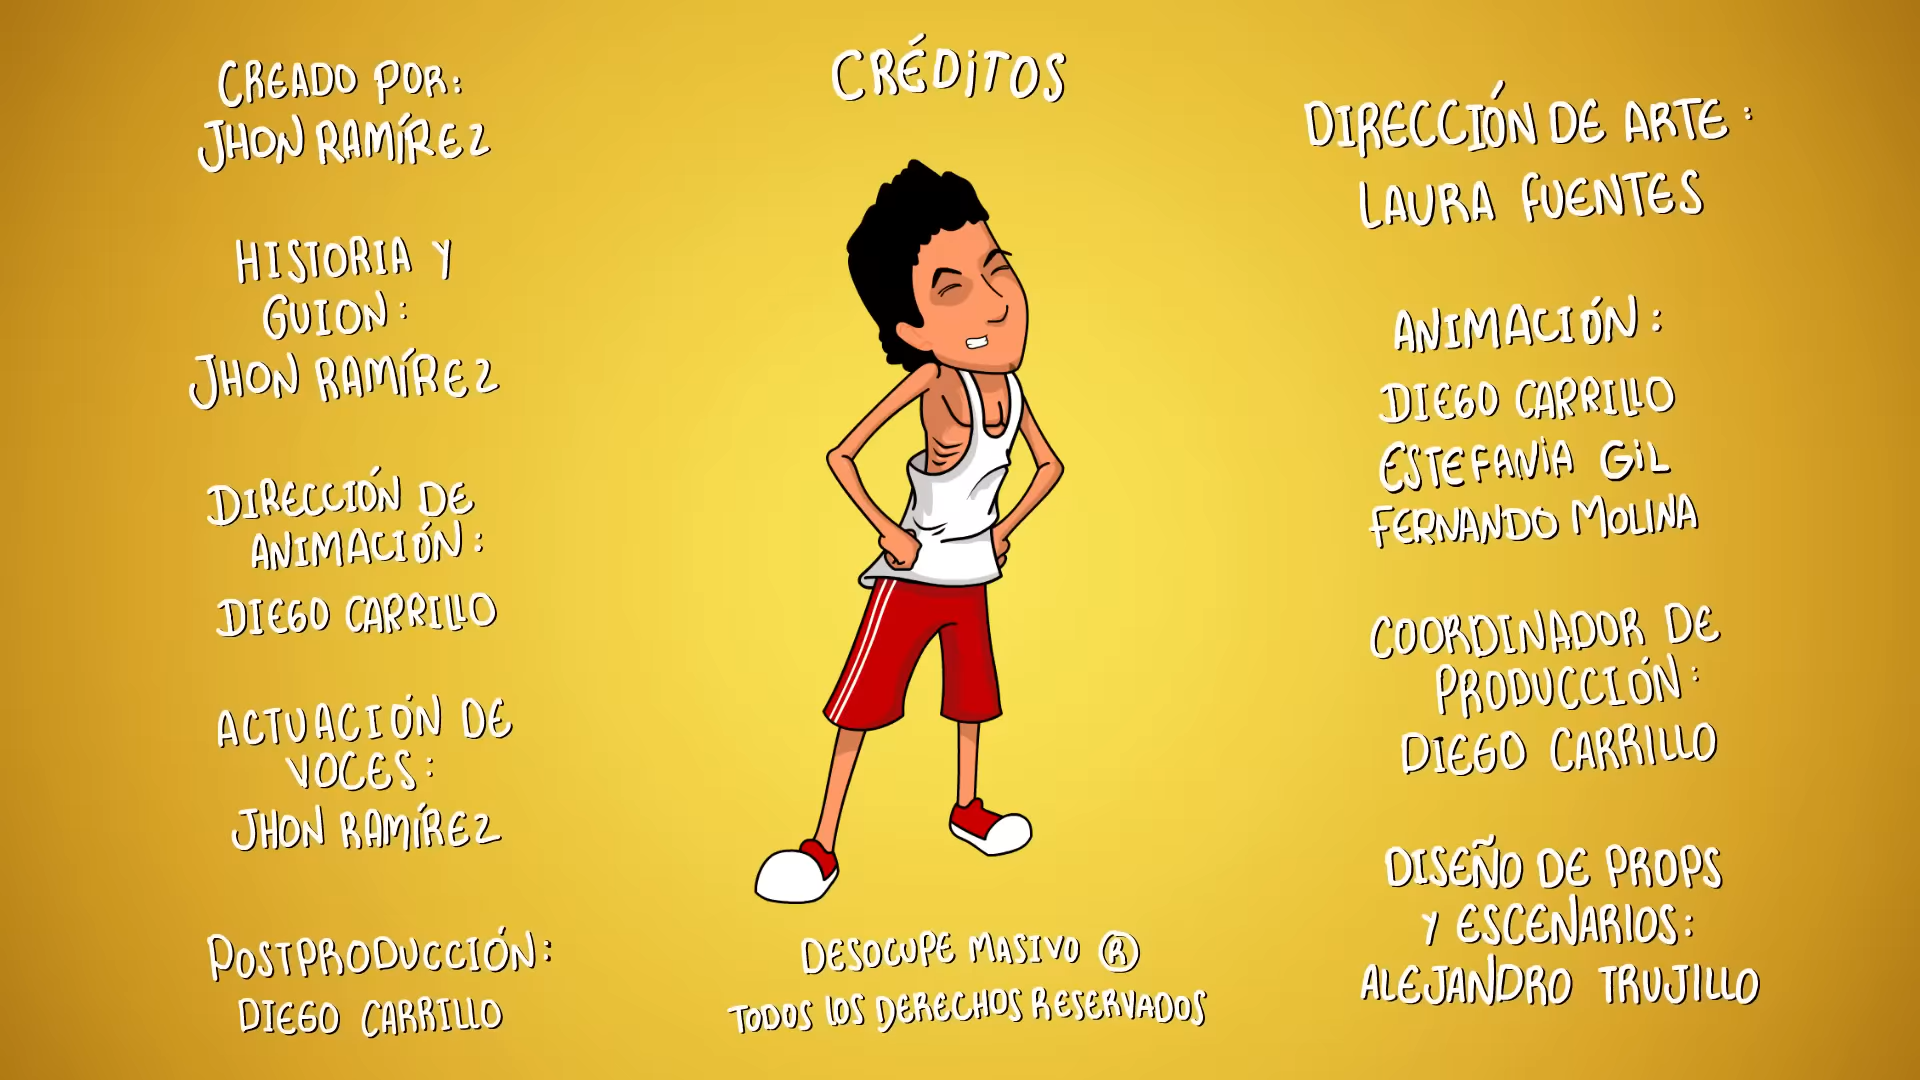 CRÉDITOS
CREADO POR:
JHON RAMÍREZ
HISTORIA Y
GUION:
JHON RAMÍREZ
DIRECCIÓN DE
ANIMACIÓN:
DIEGO CARRILLO
ACTUACIÓN DE
VOCES:
JHON RAMÍREZ
POSTPRODUCCIÓN:
DIEGO CARRILLO
DIRECCIÓN DE ARTE:
LAURA FUENTES
ANIMACIÓN:
DIEGO CARRILLO
ESTEFANIA GIL
FERNANDO MOLINA
COORDINADOR DE
PRODUCCIÓN:
DIEGO CARRILLO
DISEÑO DE PROPS
Y ESCENARIOS:
ALEJANDRO TRUJILLO
DESOCUPE MASIVO ®
TODOS LOS DERECHOS RESERVADOS